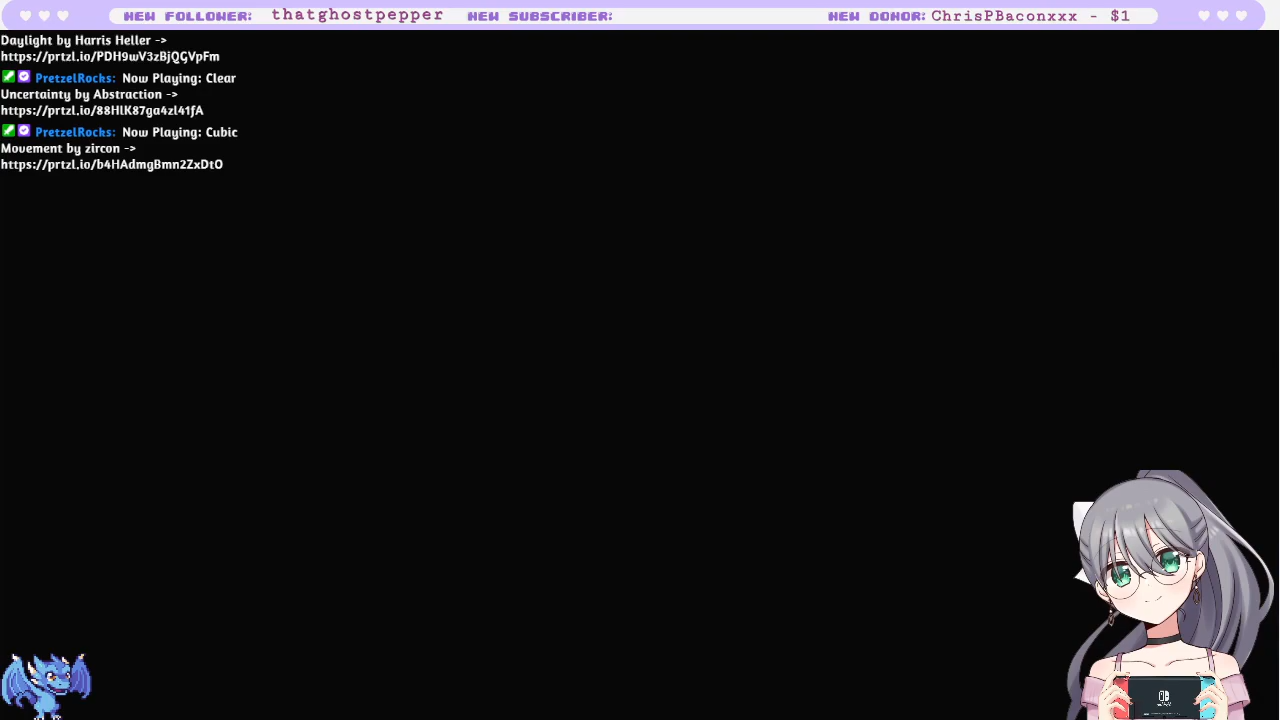 NEW FOLLOWER: thatghostpepper NEW SUBSCRIBER: NEW DONOR: ChrisPBaconxxx - $1
Daylight by Harris Heller ->
https://prtzl.io/PDH9wV3zBjQGVpFm
PretzelRocks: Now Playing: Clear
Uncertainty by Abstraction ->
https://prtzl.io/88HlK87ga4zl41fA
PretzelRocks: Now Playing: Cubic
Movement by zircon ->
https://prtzl.io/b4HAdmgBmn2ZxDtO